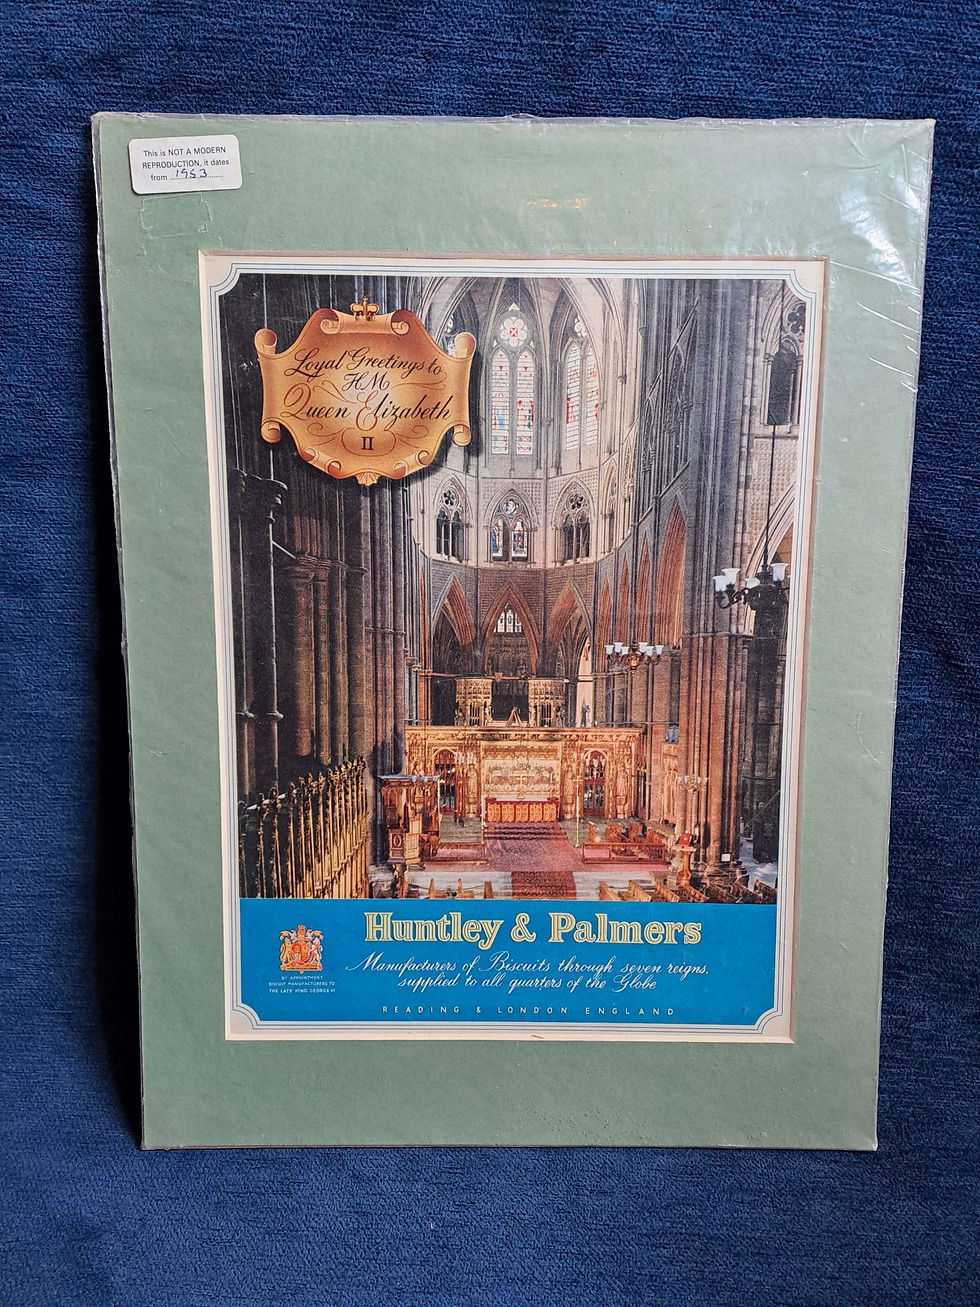 This is NOT A MODERN
REPRODUCTION, it dates
from ...1953......
Loyal Greetings to
HM
Queen Elizabeth
II
Huntley & Palmers
Manufacturers of Biscuits through seven reigns,
supplied to all quarters of the Globe
BY APPOINTMENT
BISCUIT MANUFACTURERS TO
THE LATE KING GEORGE VI
READING & LONDON ENGLAND